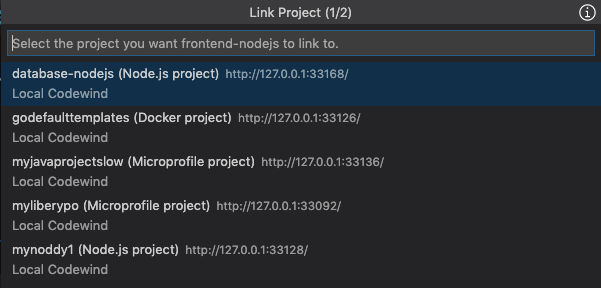 Link Project (1/2)
Select the project you want frontend-nodejs to link to.
database-nodejs (Node.js project) http://127.0.0.1:33168/
Local Codewind
godefaulttemplates (Docker project) http://127.0.0.1:33126/
Local Codewind
myjavaprojectslow (Microprofile project) http://127.0.0.1:33136/
Local Codewind
myliberypo (Microprofile project) http://127.0.0.1:33092/
Local Codewind
mynoddy1 (Node.js project) http://127.0.0.1:33128/
Local Codewind